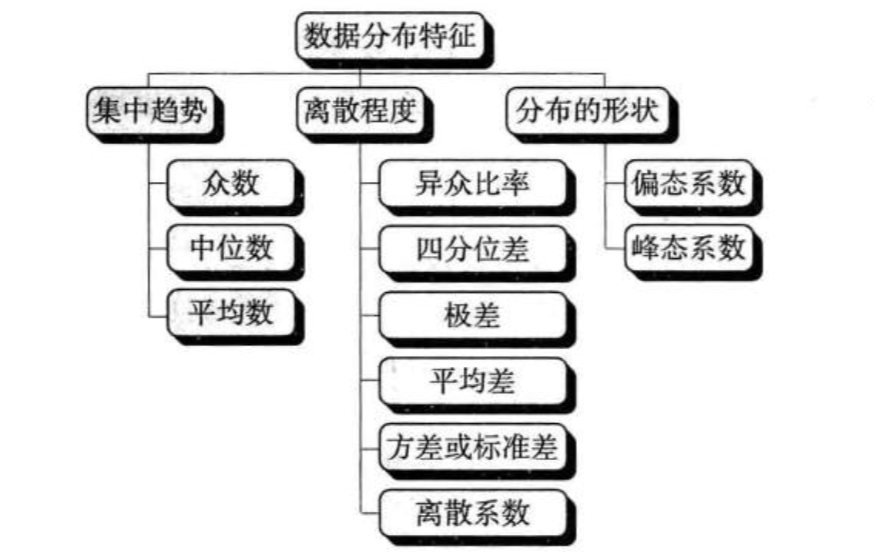 数据分布特征
集中趋势
离散程度
分布的形状
众数
中位数
平均数
异众比率
四分位差
极差
平均差
方差或标准差
离散系数
偏态系数
峰态系数